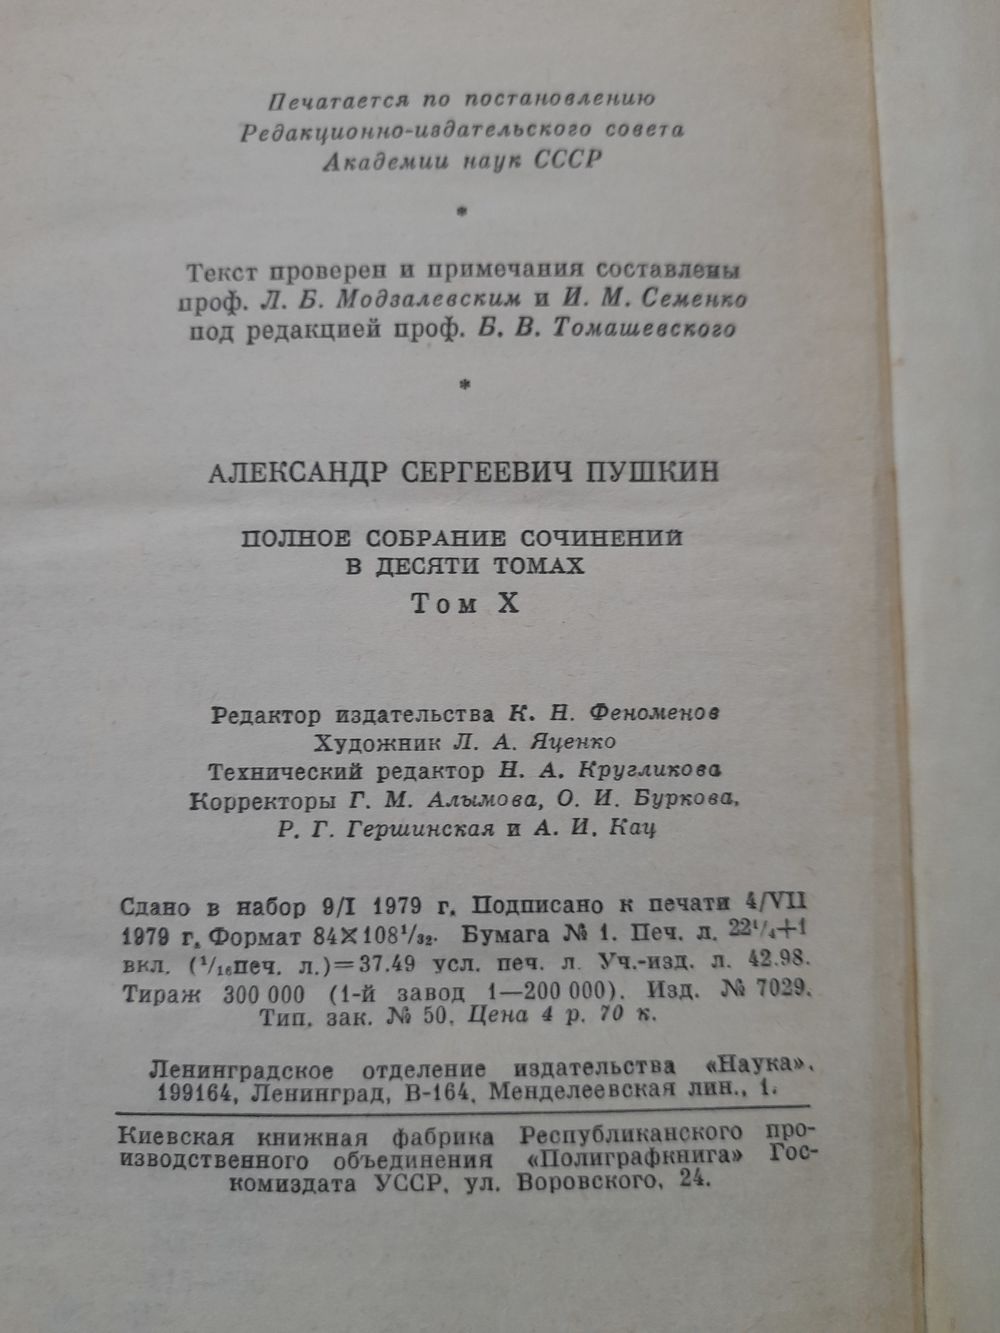 Печатается по постановлению
Редакционно-издательского совета
Академии наук СССР
*
Текст проверен и примечания составлены
проф. Л. Б. Модзалевским и И. М. Семенко
под редакцией проф. Б. В. Томашевского
*
АЛЕКСАНДР СЕРГЕЕВИЧ ПУШКИН
ПОЛНОЕ СОБРАНИЕ СОЧИНЕНИЙ
В ДЕСЯТИ ТОМАХ
Том X
Редактор издательства К. Н. Феноменов
Художник Л. А. Яценко
Технический редактор Н. А. Кругликова
Корректоры Г. М. Алымова, О. И. Буркова,
Р. Г. Гершинская и А. И. Кац
Сдано в набор 9/I 1979 г. Подписано к печати 4/VII
1979 г. Формат 84×108¹/₃₂. Бумага № 1. Печ. л. 22¹/₄+1
вкл. (¹/₁₆печ. л.)=37.49 усл. печ. л. Уч.-изд. л. 42.98.
Тираж 300 000 (1-й завод 1—200 000). Изд. № 7029.
Тип. зак. № 50. Цена 4 р. 70 к.
Ленинградское отделение издательства «Наука».
199164, Ленинград, В-164, Менделеевская лин., 1.
Киевская книжная фабрика Республиканского про-
изводственного объединения «Полиграфкнига» Гос-
комиздата УССР, ул. Воровского, 24.